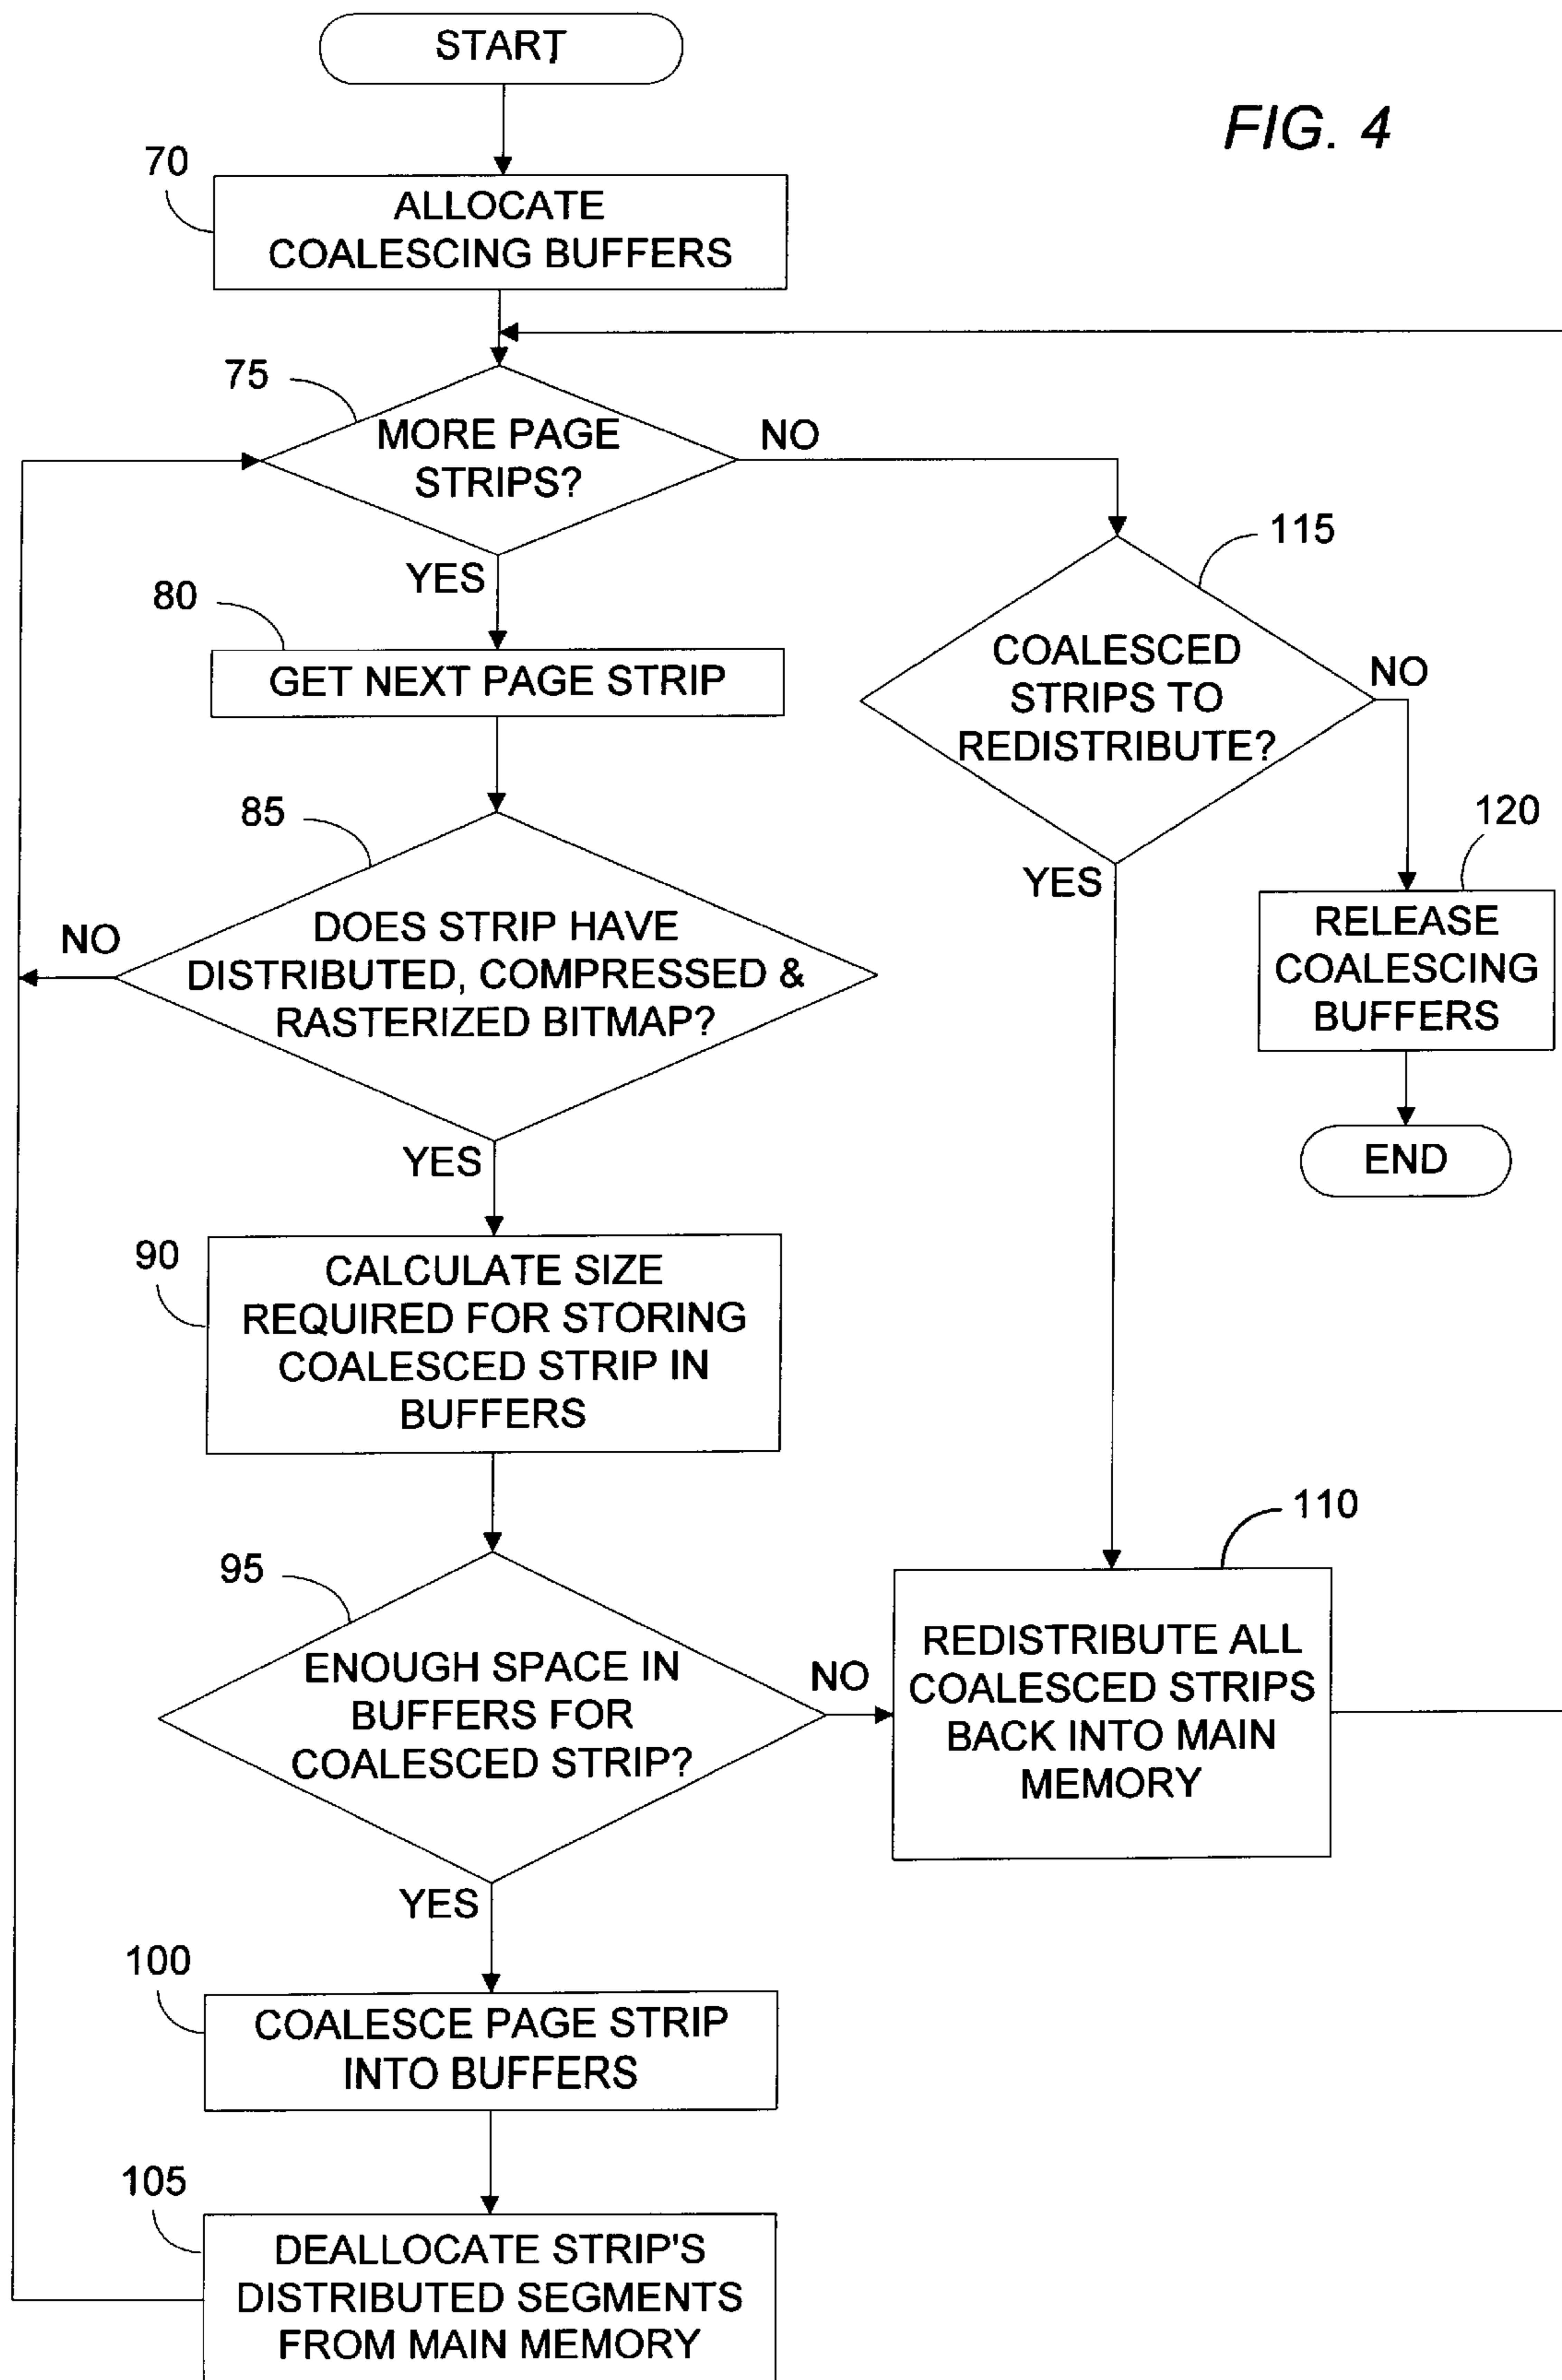 START
FIG. 4
70
ALLOCATE
COALESCING BUFFERS
75
MORE PAGE
STRIPS?
NO
YES
115
COALESCED
STRIPS TO
REDISTRIBUTE?
NO
YES
80
GET NEXT PAGE STRIP
85
DOES STRIP HAVE
DISTRIBUTED, COMPRESSED &
RASTERIZED BITMAP?
NO
YES
120
RELEASE
COALESCING
BUFFERS
END
90
CALCULATE SIZE
REQUIRED FOR STORING
COALESCED STRIP IN
BUFFERS
95
ENOUGH SPACE IN
BUFFERS FOR
COALESCED STRIP?
NO
YES
110
REDISTRIBUTE ALL
COALESCED STRIPS
BACK INTO MAIN
MEMORY
100
COALESCE PAGE STRIP
INTO BUFFERS
105
DEALLOCATE STRIP'S
DISTRIBUTED SEGMENTS
FROM MAIN MEMORY